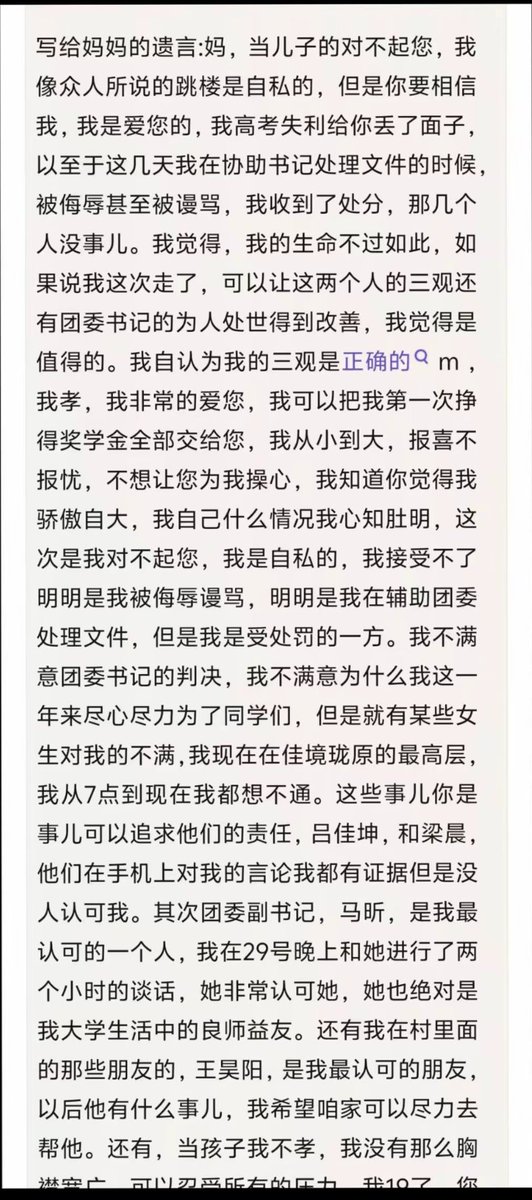 写给妈妈的遗言:妈，当儿子的对不起您，我
像众人所说的跳楼是自私的，但是你要相信
我，我是爱您的，我高考失利给你丢了面子，
以至于这几天我在协助书记处理文件的时候，
被侮辱甚至被谩骂，我收到了处分，那几个
人没事儿。我觉得，我的生命不过如此，如
果说我这次走了，可以让这两个人的三观还
有团委书记的为人处世得到改善，我觉得是
值得的。我自认为我的三观是正确的 m，
我孝，我非常的爱您，我可以把我第一次挣
得奖学金全部交给您，我从小到大，报喜不
报忧，不想让您为我操心，我知道你觉得我
骄傲自大，我自己什么情况我心知肚明，这
次是我对不起您，我是自私的，我接受不了
明明是我被侮辱谩骂，明明是我在辅助团委
处理文件，但是我是受处罚的一方。我不满
意团委书记的判决，我不满意为什么我这一
年来尽心尽力为了同学们，但是就有某些女
生对我的不满,我现在在佳境珑原的最高层，
我从7点到现在我都想不通。这些事儿你是
事儿可以追求他们的责任，吕佳坤，和梁晨，
他们在手机上对我的言论我都有证据但是没
人认可我。其次团委副书记，马昕，是我最
认可的一个人，我在29号晚上和她进行了两
个小时的谈话，她非常认可她，她也绝对是
我大学生活中的良师益友。还有我在村里面
的那些朋友的，王昊阳，是我最认可的朋友，
以后他有什么事儿，我希望咱家可以尽力去
帮他。还有，当孩子我不孝，我没有那么胸
襟宽广，可以忍受所有的压力，我19了，您